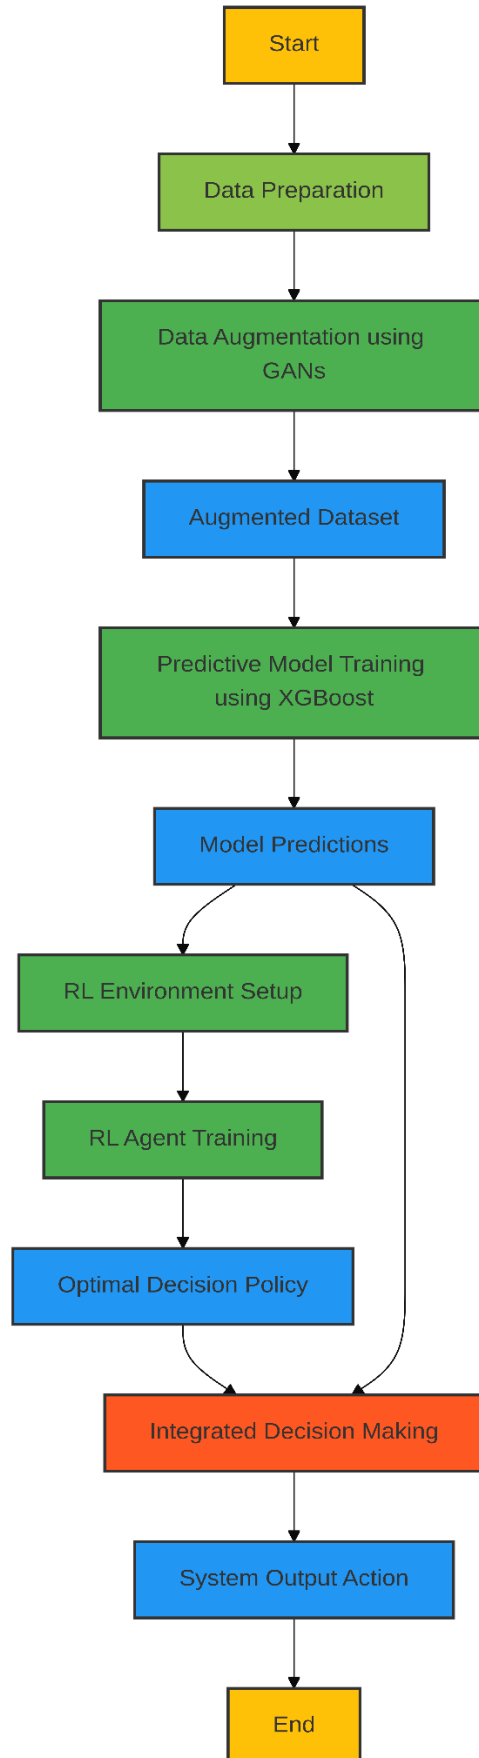 Start
Data Preparation
Data Augmentation using
GANs
Augmented Dataset
Predictive Model Training
using XGBoost
Model Predictions
RL Environment Setup
RL Agent Training
Optimal Decision Policy
Integrated Decision Making
System Output Action
End